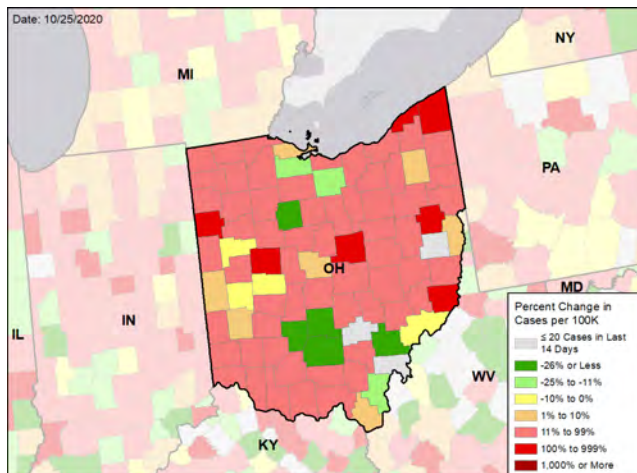 Date: 10/25/2020
NY
MI
PA
OH
MD
IL
IN
WV
KY
Percent Change in
Cases per 100K
≤ 20 Cases in Last
14 Days
-26% or Less
-25% to -11%
-10% to 0%
1% to 10%
11% to 99%
100% to 999%
1,000% or More